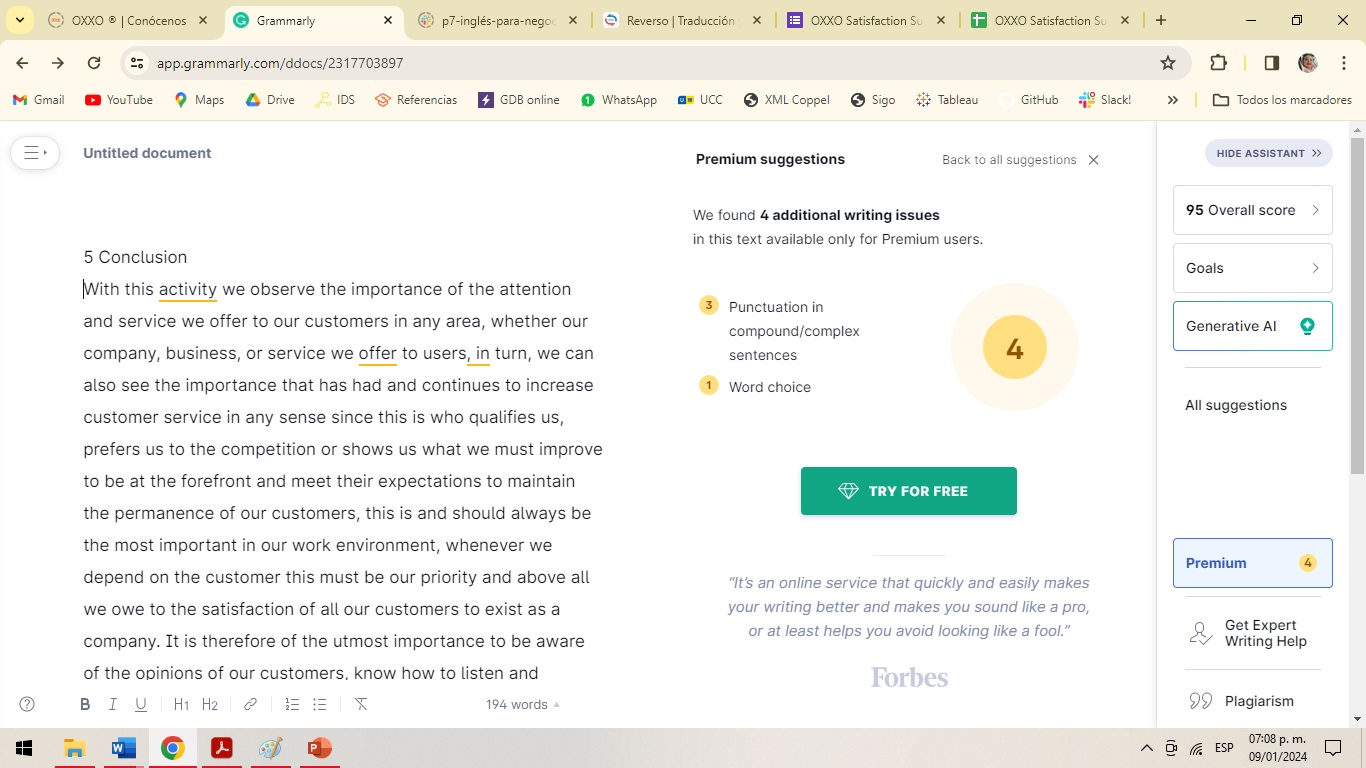 OXXO ® | Conócenos
Grammarly
p7-inglés-para-negoc
Reverso | Traducción
OXXO Satisfaction Su
OXXO Satisfaction Su
app.grammarly.com/ddocs/2317703897
Gmail
YouTube
Maps
Drive
IDS
Referencias
GDB online
WhatsApp
UCC
XML Coppel
Sigo
Tableau
GitHub
Slack!
Todos los marcadores
Untitled document
5 Conclusion
With this activity we observe the importance of the attention
and service we offer to our customers in any area, whether our
company, business, or service we offer to users, in turn, we can
also see the importance that has had and continues to increase
customer service in any sense since this is who qualifies us,
prefers us to the competition or shows us what we must improve
to be at the forefront and meet their expectations to maintain
the permanence of our customers, this is and should always be
the most important in our work environment, whenever we
depend on the customer this must be our priority and above all
we owe to the satisfaction of all our customers to exist as a
company. It is therefore of the utmost importance to be aware
of the opinions of our customers, know how to listen and
B I U H1 H2
194 words
Premium suggestions
Back to all suggestions
We found 4 additional writing issues
in this text available only for Premium users.
3 Punctuation in
compound/complex
sentences
1 Word choice
4
TRY FOR FREE
“It’s an online service that quickly and easily makes
your writing better and makes you sound like a pro,
or at least helps you avoid looking like a fool.”
Forbes
HIDE ASSISTANT
95 Overall score
Goals
Generative AI
All suggestions
Premium 4
Get Expert
Writing Help
Plagiarism
ESP
07:08 p. m.
09/01/2024